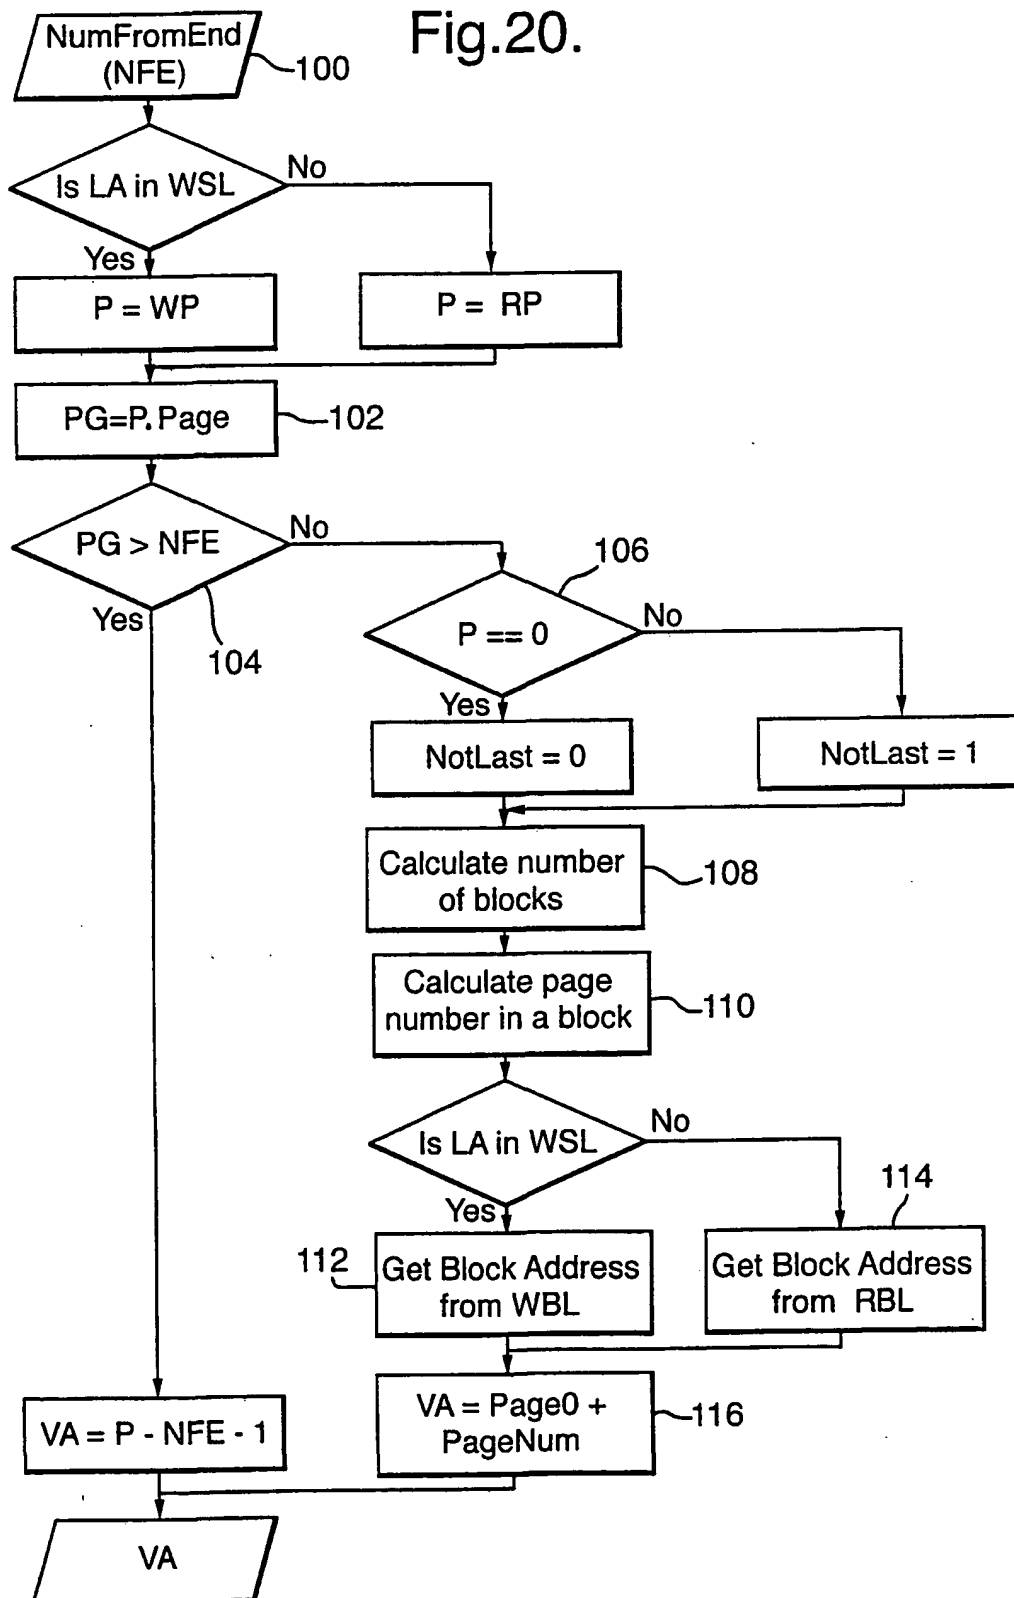 Fig.20.
NumFromEnd
(NFE)
100
Is LA in WSL
No
Yes
P = WP
P = RP
PG=P.Page
102
PG > NFE
No
Yes
104
106
P == 0
No
Yes
NotLast = 0
NotLast = 1
Calculate number
of blocks
108
Calculate page
number in a block
110
Is LA in WSL
No
Yes
114
112
Get Block Address
from WBL
Get Block Address
from RBL
VA = P - NFE - 1
VA = Page0 +
PageNum
116
VA